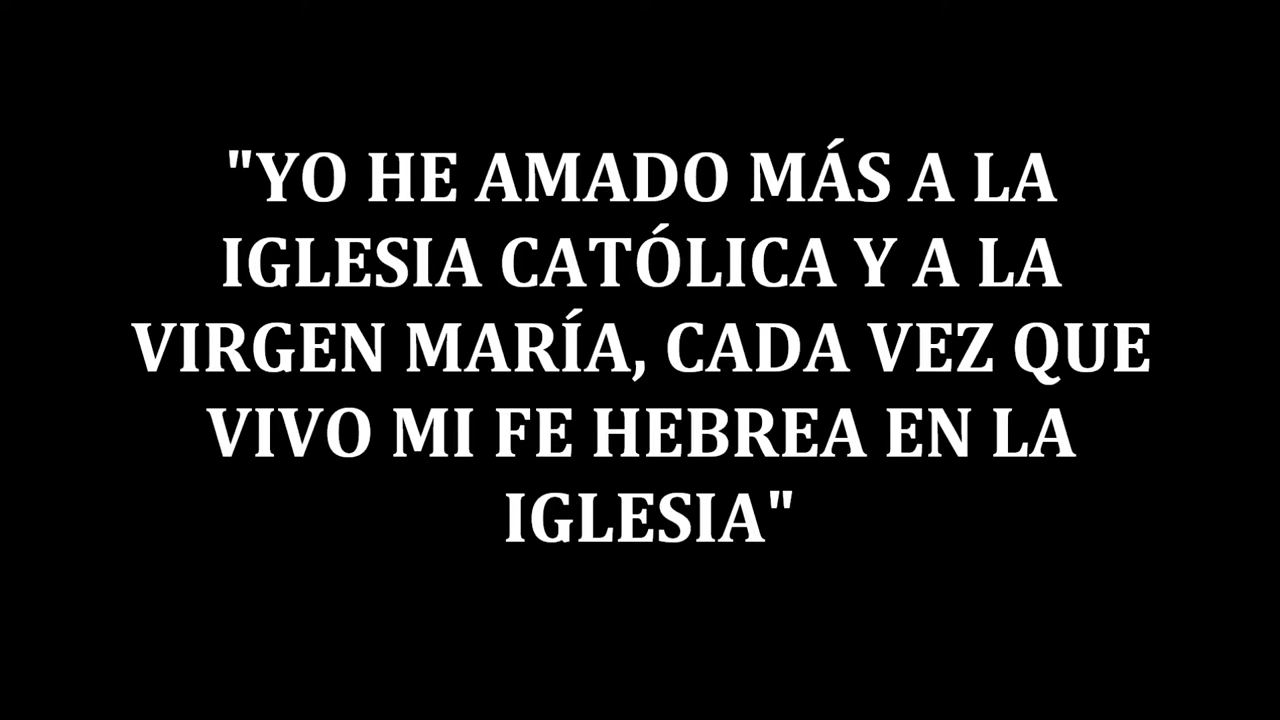 "YO HE AMADO MÁS A LA
IGLESIA CATÓLICA Y A LA
VIRGEN MARÍA, CADA VEZ QUE
VIVO MI FE HEBREA EN LA
IGLESIA"